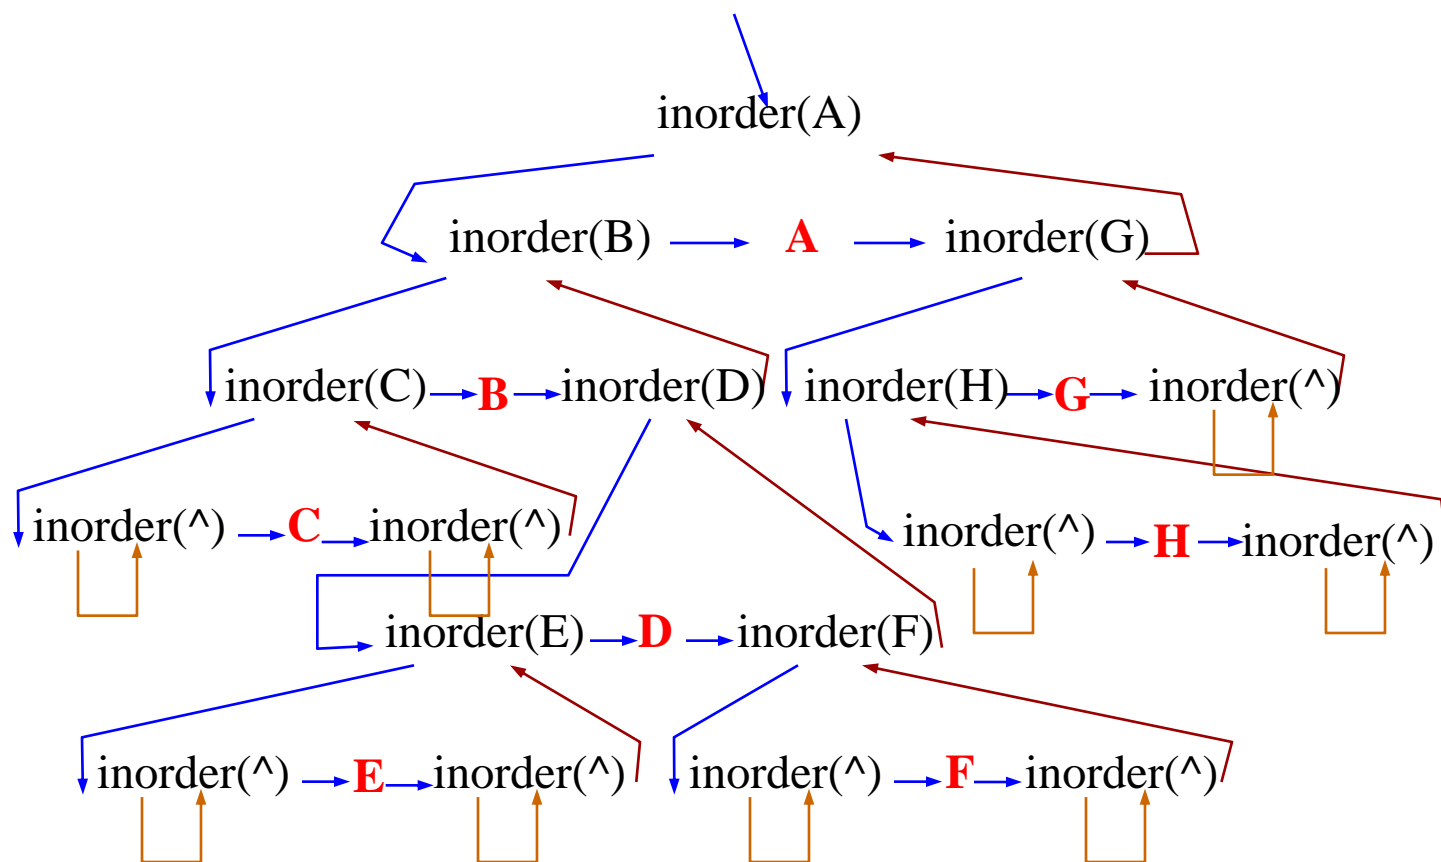 inorder(A)
inorder(B) A inorder(G)
inorder(C) B inorder(D) inorder(H) G inorder(^)
inorder(^) C inorder(^) inorder(^) H inorder(^)
inorder(E) D inorder(F)
inorder(^) E inorder(^) inorder(^) F inorder(^)